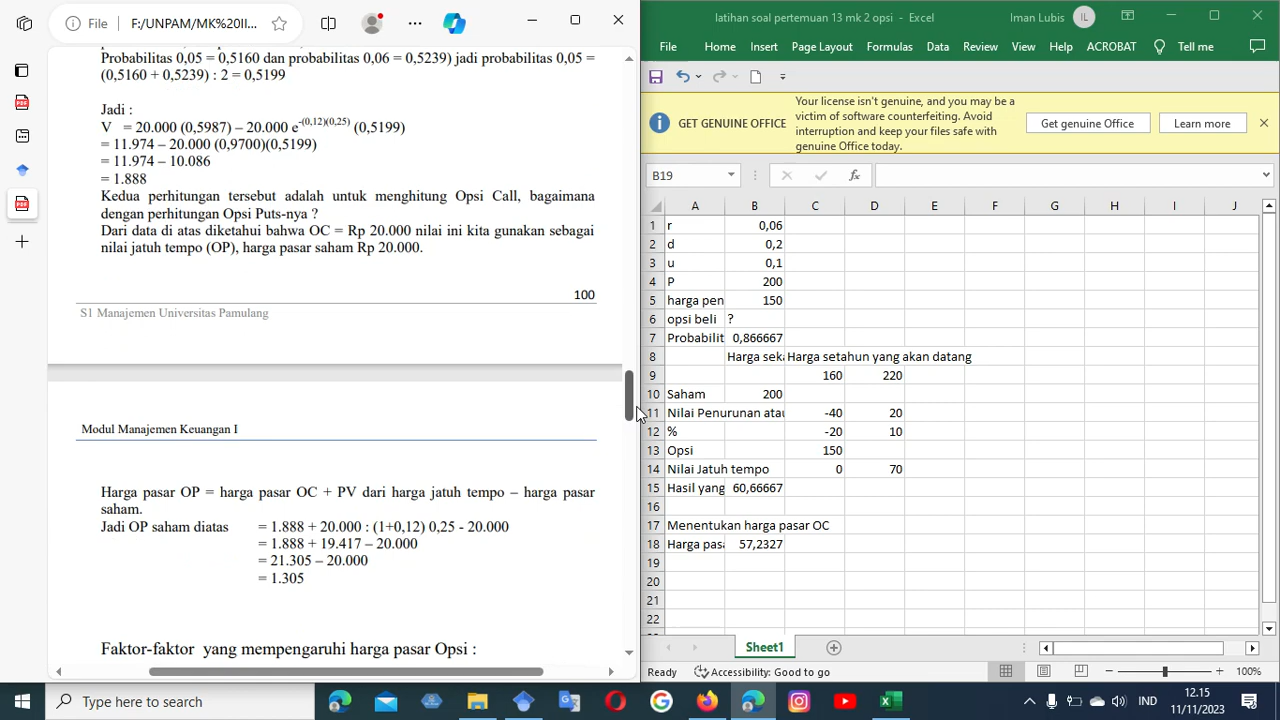 File
F:/UNPAM/MK%20II...
Probabilitas 0,05 = 0,5160 dan probabilitas 0,06 = 0,5239) jadi probabilitas 0,05 =
(0,5160 + 0,5239) : 2 = 0,5199
Jadi :
V = 20.000 (0,5987) – 20.000 e-(0,12)(0,25) (0,5199)
= 11.974 – 20.000 (0,9700)(0,5199)
= 11.974 – 10.086
= 1.888
Kedua perhitungan tersebut adalah untuk menghitung Opsi Call, bagaimana
dengan perhitungan Opsi Puts-nya ?
Dari data di atas diketahui bahwa OC = Rp 20.000 nilai ini kita gunakan sebagai
nilai jatuh tempo (OP), harga pasar saham Rp 20.000.
100
S1 Manajemen Universitas Pamulang
Modul Manajemen Keuangan I
Harga pasar OP = harga pasar OC + PV dari harga jatuh tempo – harga pasar
saham.
Jadi OP saham diatas = 1.888 + 20.000 : (1+0,12) 0,25 - 20.000
= 1.888 + 19.417 – 20.000
= 21.305 – 20.000
= 1.305
Faktor-faktor yang mempengaruhi harga pasar Opsi :
latihan soal pertemuan 13 mk 2 opsi – Excel
Iman Lubis
IL
File Home Insert Page Layout Formulas Data Review View Help ACROBAT Tell me
GET GENUINE OFFICE
Your license isn't genuine, and you may be a
victim of software counterfeiting. Avoid
interruption and keep your files safe with
genuine Office today.
Get genuine Office
Learn more
B19
fx
A B C D E F G H I J
1 r 0,06
2 d 0,2
3 u 0,1
4 P 200
5 harga pen 150
6 opsi beli ?
7 Probabilit 0,866667
8 Harga seka Harga setahun yang akan datang
9 160 220
10 Saham 200
11 Nilai Penurunan atau -40 20
12 % -20 10
13 Opsi 150
14 Nilai Jatuh tempo 0 70
15 Hasil yang 60,66667
16
17 Menentukan harga pasar OC
18 Harga pasa 57,2327
19
20
21
22
Sheet1
Ready
Accessibility: Good to go
100%
Type here to search
IND
12.15
11/11/2023